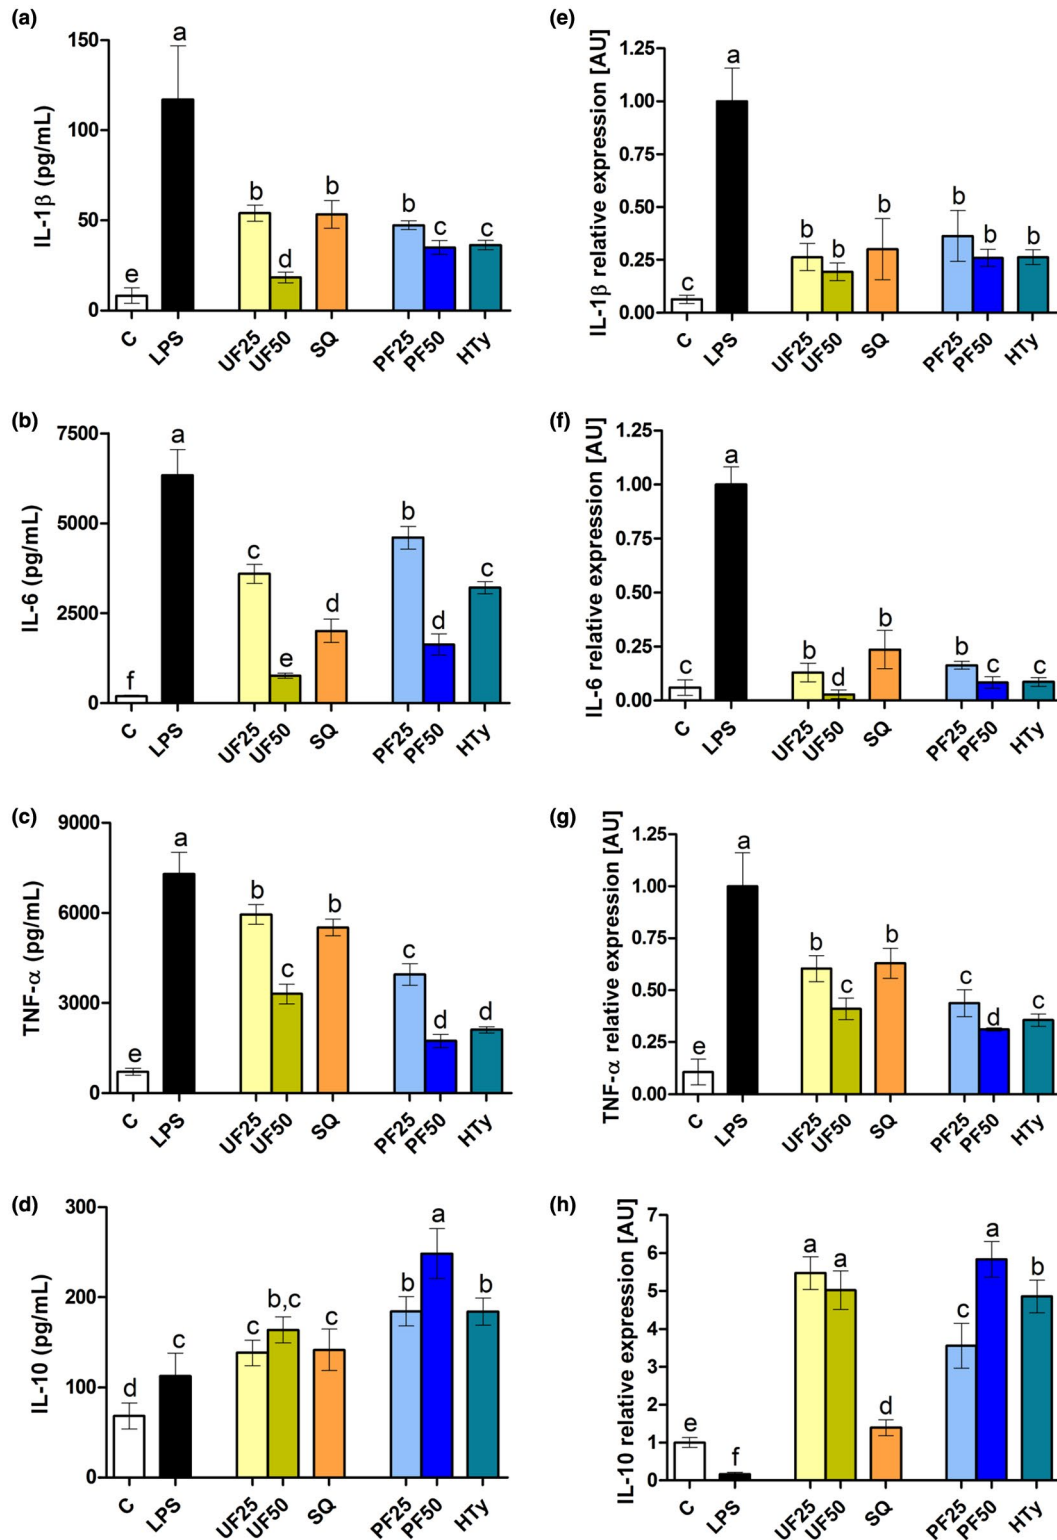 (a)
IL-1β (pg/mL)
150
100
50
0
e
a
b
d
b
b
c
c
C
LPS
UF25
UF50
SQ
PF25
PF50
HTy
(e)
IL-1β relative expression [AU]
1.25
1.00
0.75
0.50
0.25
0.00
c
a
b
b
b
b
b
b
C
LPS
UF25
UF50
SQ
PF25
PF50
HTy
(b)
IL-6 (pg/mL)
7500
5000
2500
0
f
a
c
e
d
b
d
c
C
LPS
UF25
UF50
SQ
PF25
PF50
HTy
(f)
IL-6 relative expression [AU]
1.25
1.00
0.75
0.50
0.25
0.00
c
a
b
d
b
b
c
c
C
LPS
UF25
UF50
SQ
PF25
PF50
HTy
(c)
TNF-α (pg/mL)
9000
6000
3000
0
e
a
b
c
b
c
d
d
C
LPS
UF25
UF50
SQ
PF25
PF50
HTy
(g)
TNF-α relative expression [AU]
1.25
1.00
0.75
0.50
0.25
0.00
e
a
b
c
b
c
d
c
C
LPS
UF25
UF50
SQ
PF25
PF50
HTy
(d)
IL-10 (pg/mL)
300
200
100
0
d
c
c
b,c
c
b
a
b
C
LPS
UF25
UF50
SQ
PF25
PF50
HTy
(h)
IL-10 relative expression [AU]
7
6
5
4
3
2
1
0
e
f
a
a
d
c
a
b
C
LPS
UF25
UF50
SQ
PF25
PF50
HTy